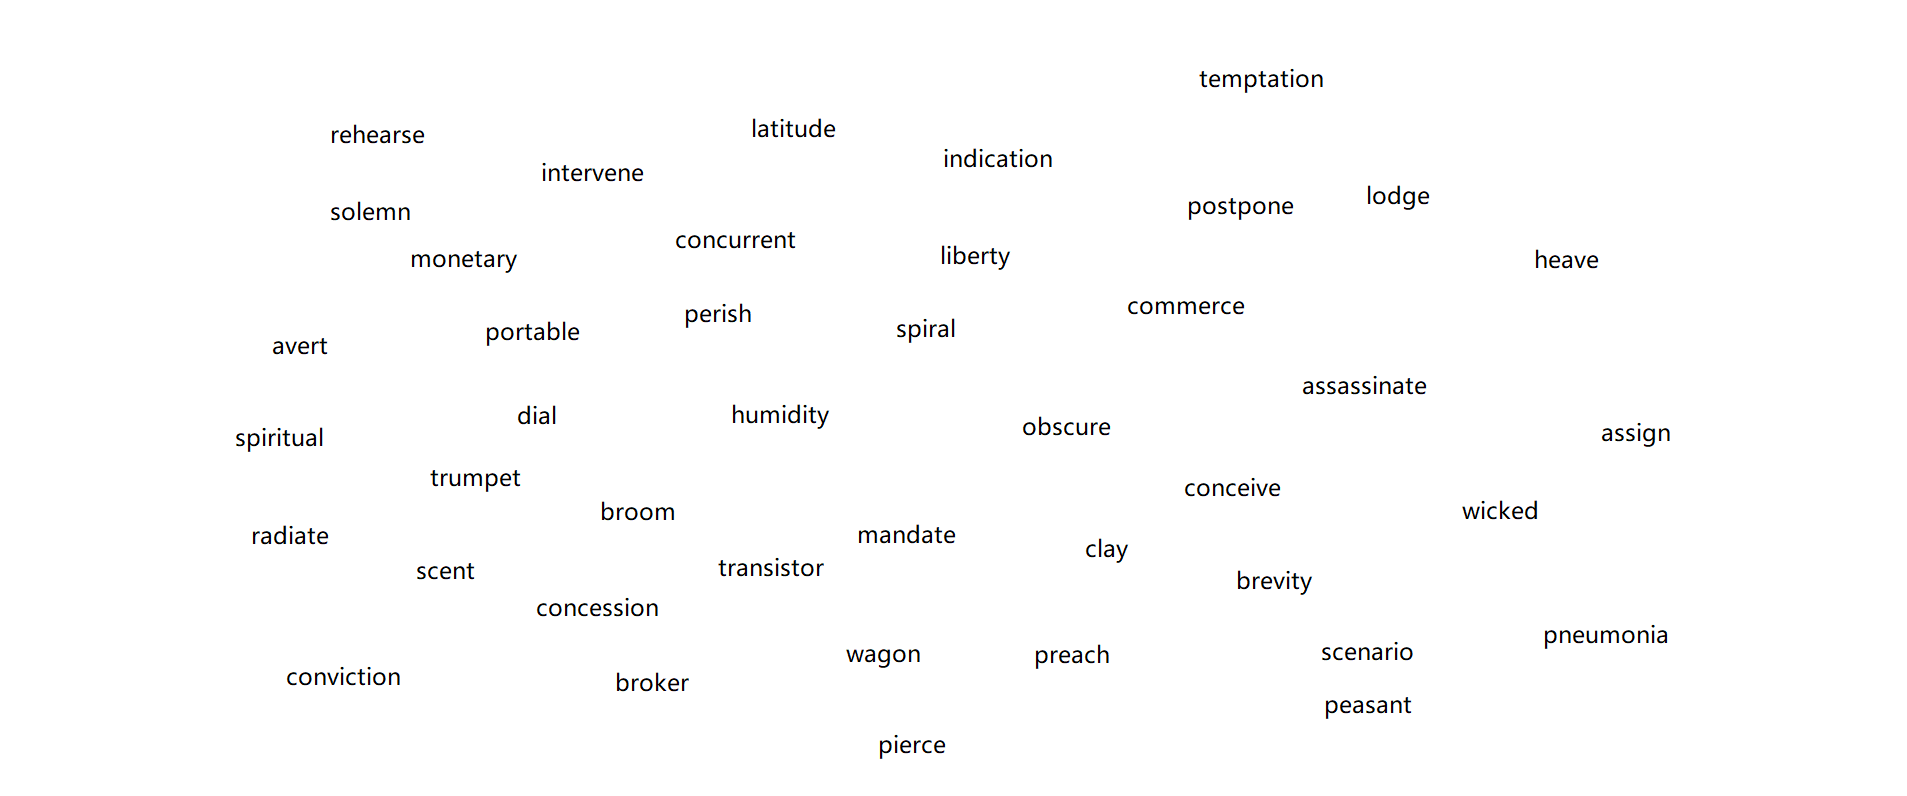 temptation
rehearse
latitude
indication
intervene
solemn
postpone
lodge
concurrent
monetary
liberty
heave
commerce
perish
spiral
portable
avert
assassinate
dial
humidity
obscure
spiritual
assign
trumpet
conceive
broom
wicked
radiate
mandate
clay
scent
transistor
brevity
concession
pneumonia
wagon
preach
scenario
conviction
broker
peasant
pierce